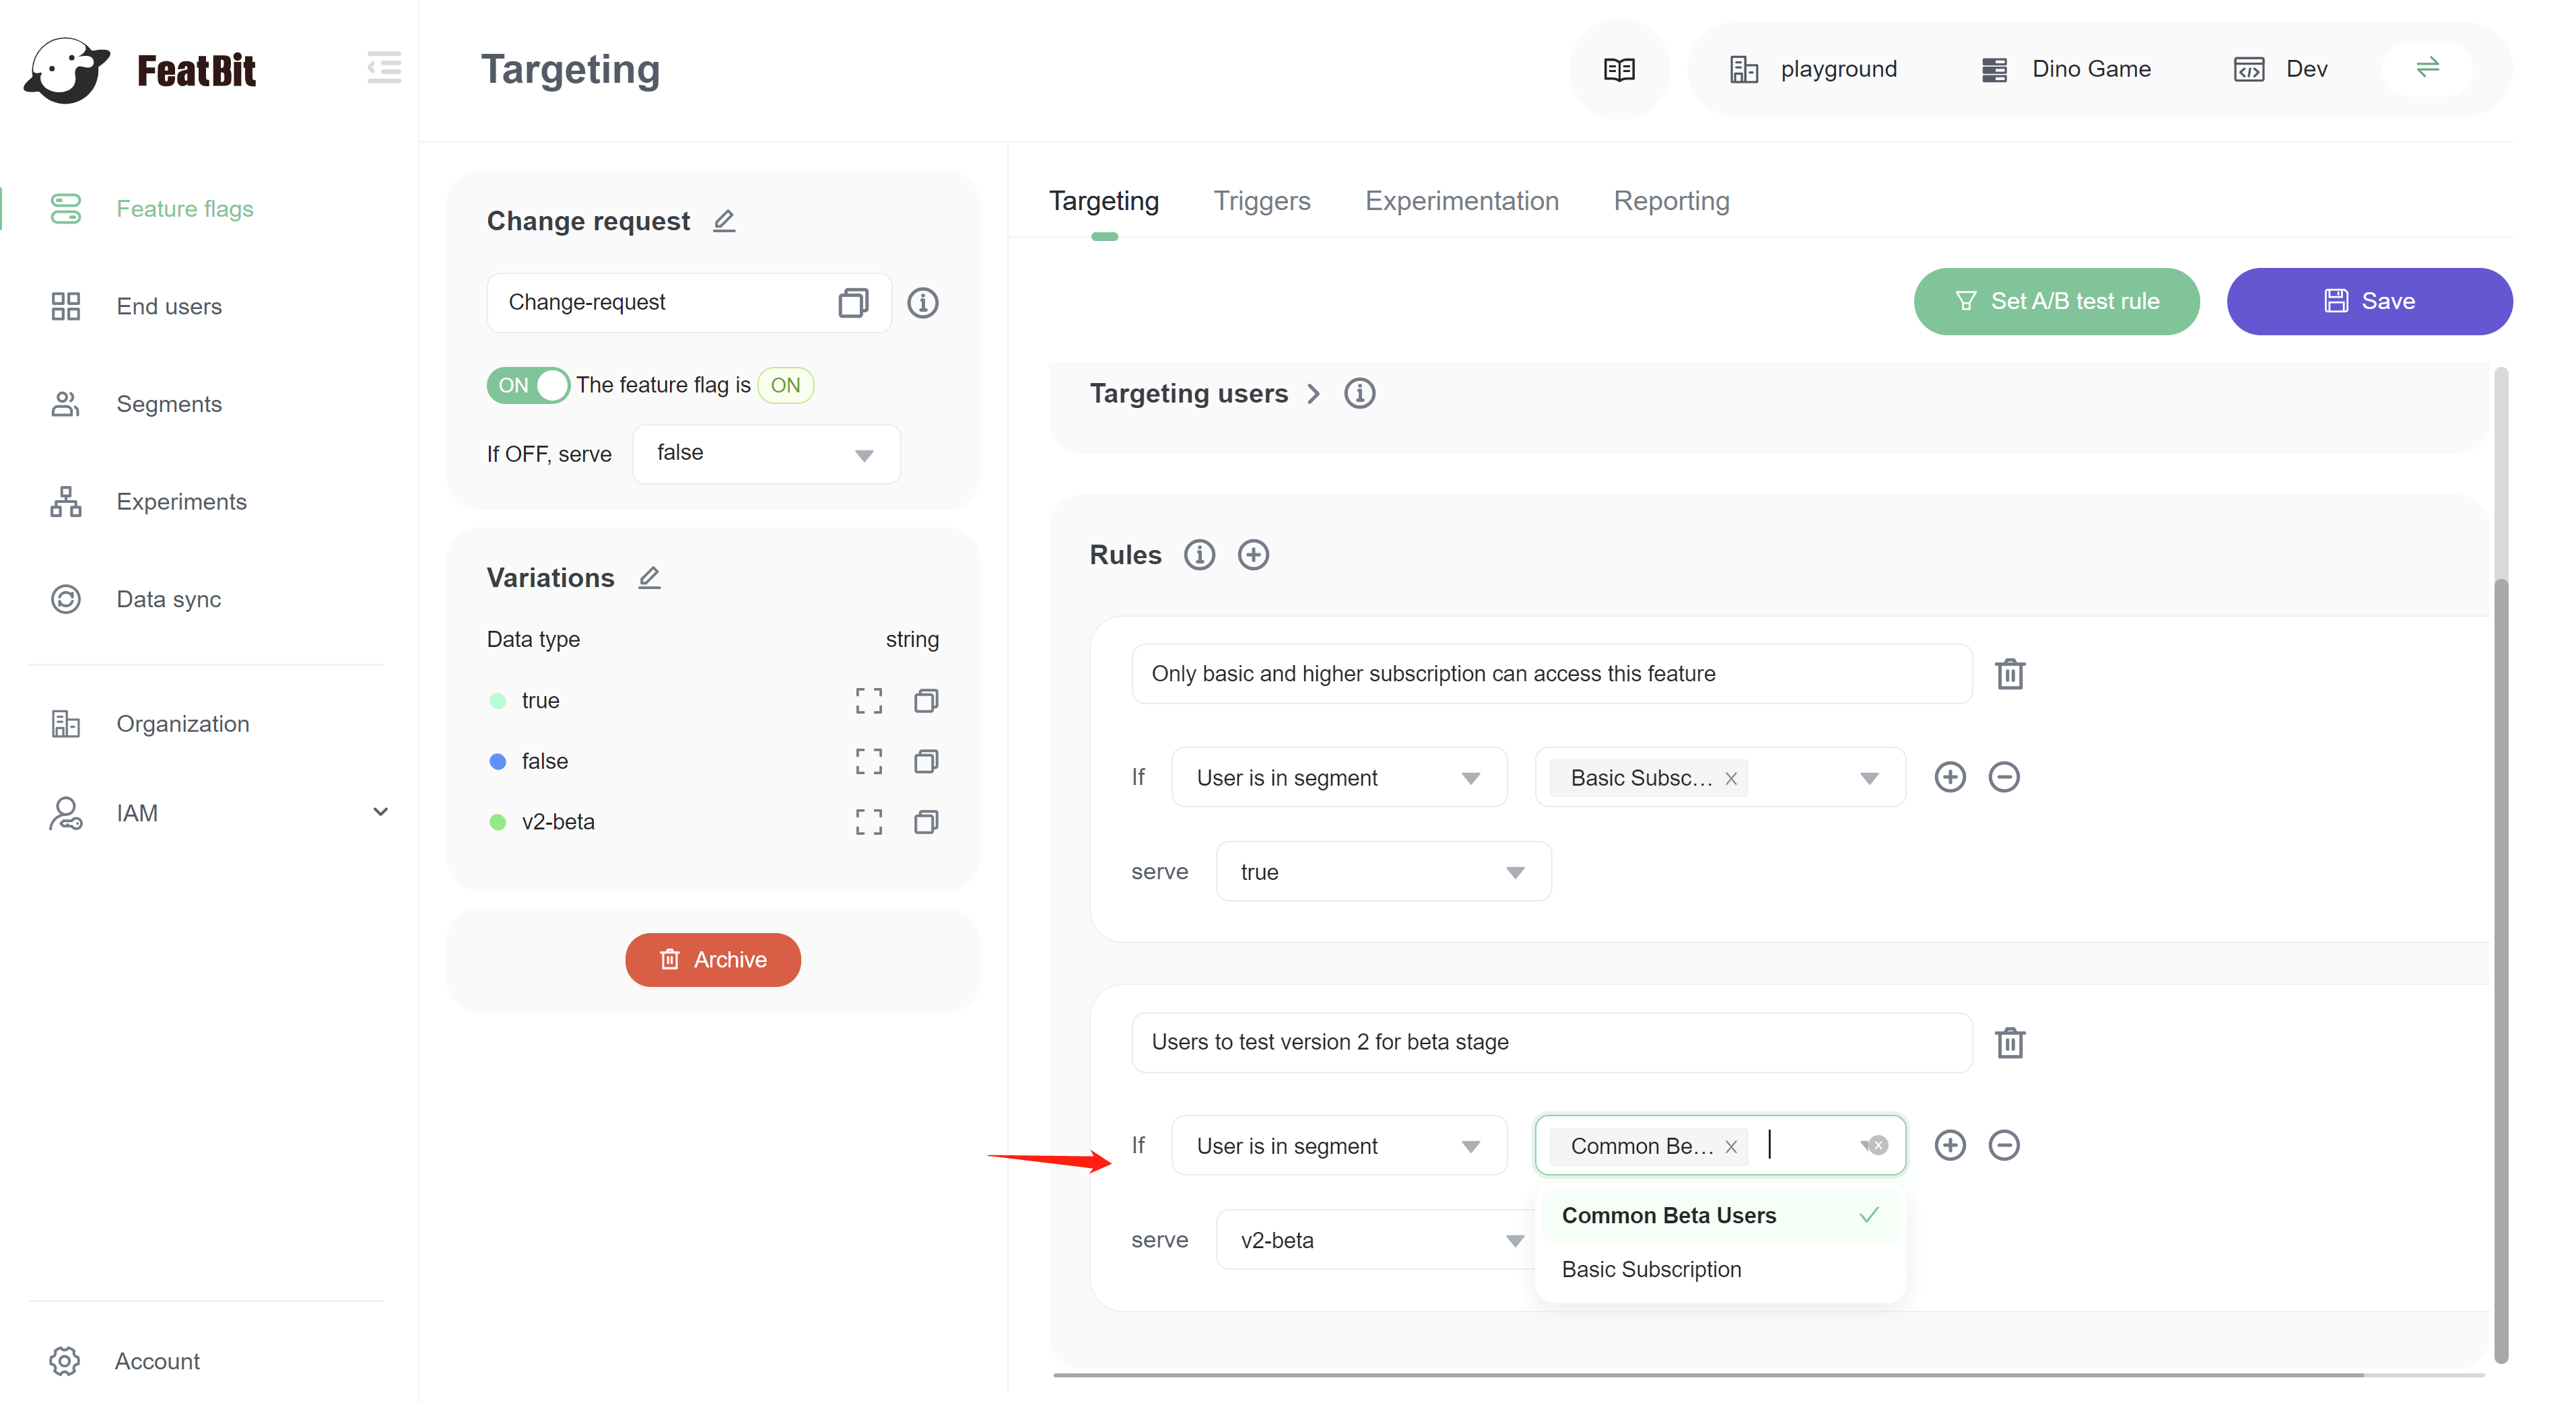 FeatBit
Targeting
playground
Dino Game
Dev
Feature flags
End users
Segments
Experiments
Data sync
Organization
IAM
Account
Change request
Change-request
ON
The feature flag is ON
If OFF, serve false
Variations
Data type string
true
false
v2-beta
Archive
Targeting Triggers Experimentation Reporting
Set A/B test rule
Save
Targeting users
Rules
Only basic and higher subscription can access this feature
If User is in segment Basic Subsc...
serve true
Users to test version 2 for beta stage
If User is in segment Common Be...
serve v2-beta
Common Beta Users
Basic Subscription